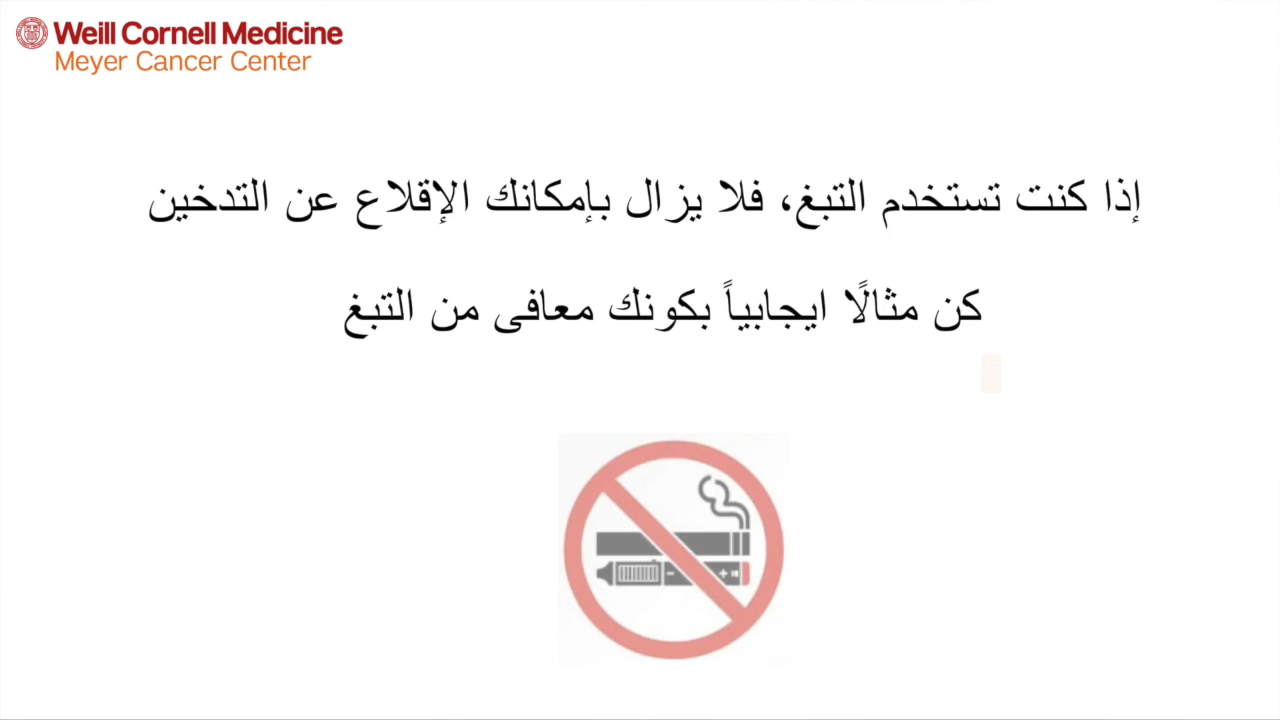 Weill Cornell Medicine
Meyer Cancer Center
إذا كنت تستخدم التبغ، فلا يزال بإمكانك الإقلاع عن التدخين
كن مثالًا ايجابياً بكونك معافى من التبغ